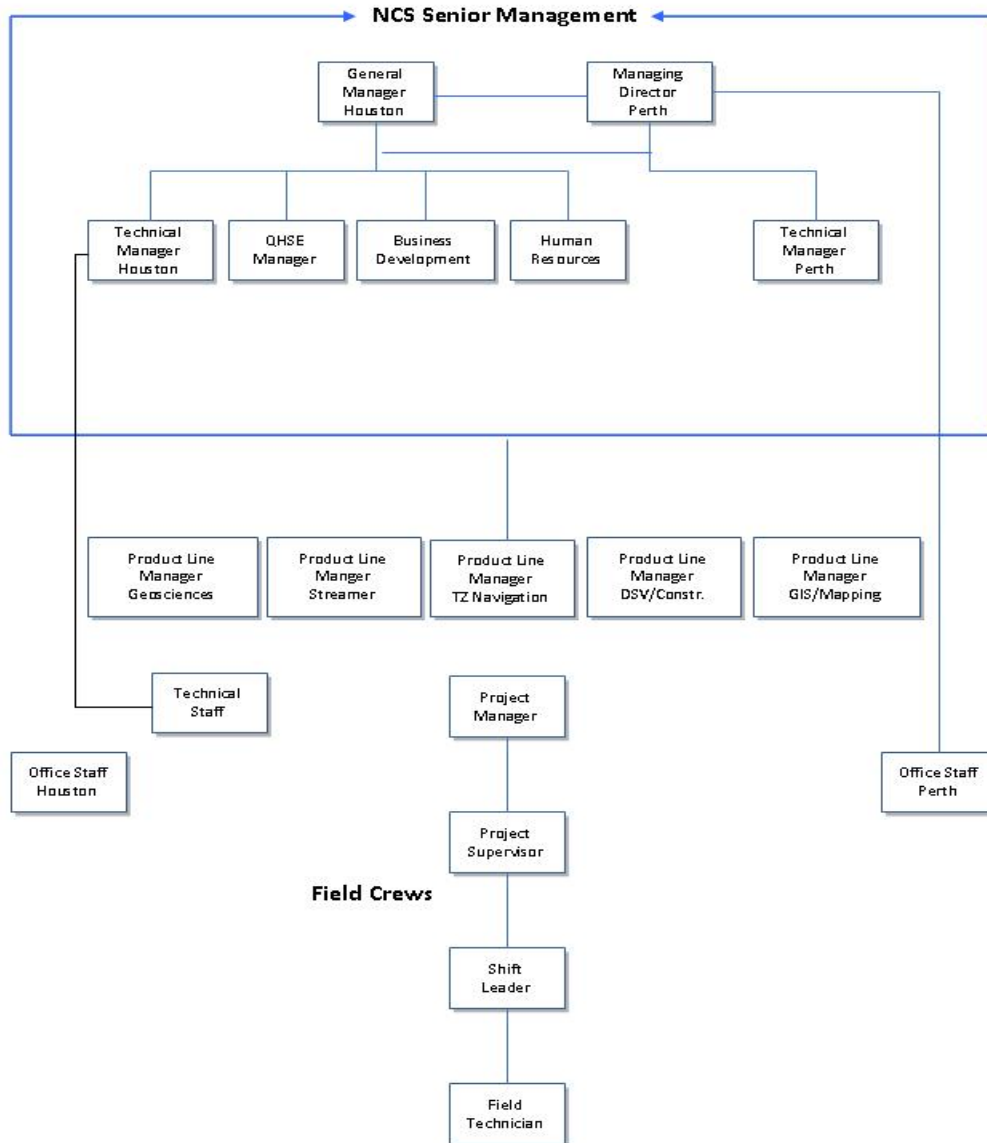 NCS Senior Management
General
Manager
Houston
Managing
Director
Perth
Technical
Manager
Houston
QHSE
Manager
Business
Development
Human
Resources
Technical
Manager
Perth
Product Line
Manager
Geosciences
Product Line
Manger
Streamer
Product Line
Manager
TZ Navigation
Product Line
Manager
DSV/Constr.
Product Line
Manager
GIS/Mapping
Technical
Staff
Project
Manager
Office Staff
Houston
Office Staff
Perth
Project
Supervisor
Field Crews
Shift
Leader
Field
Technician